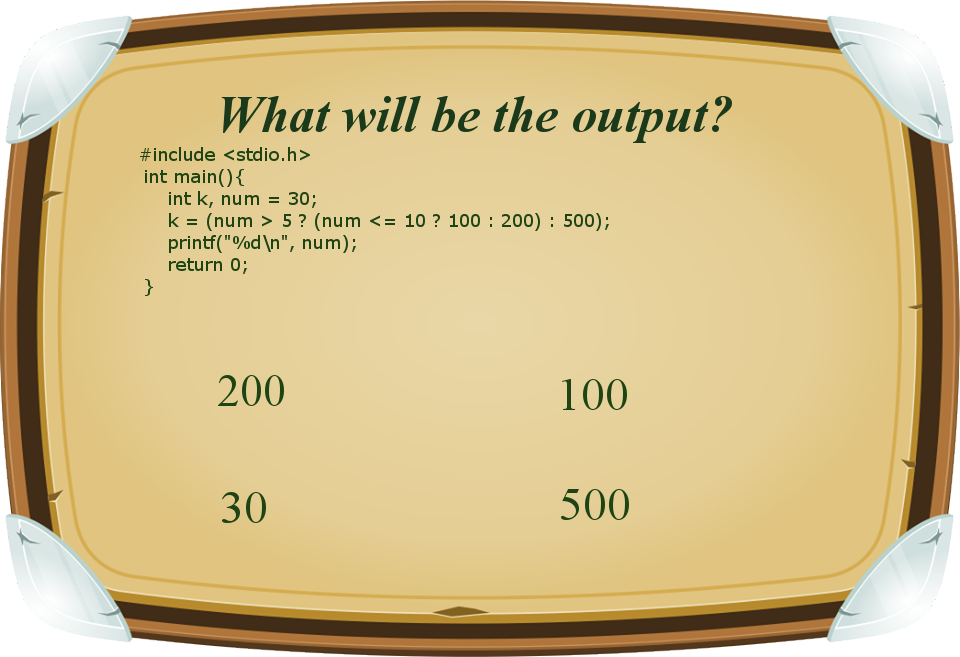 What will be the output?
#include <stdio.h>
int main(){
int k, num = 30;
k = (num > 5 ? (num <= 10 ? 100 : 200) : 500);
printf("%d\n", num);
return 0;
}
200 100
30 500